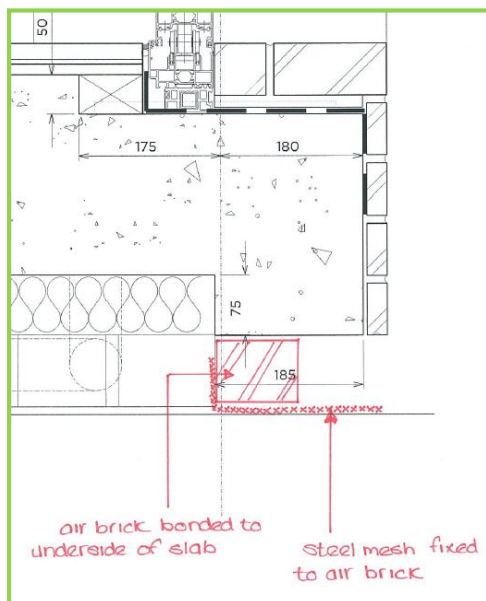 50
175
180
75
185
air brick bonded to
underside of slab
steel mesh fixed
to air brick